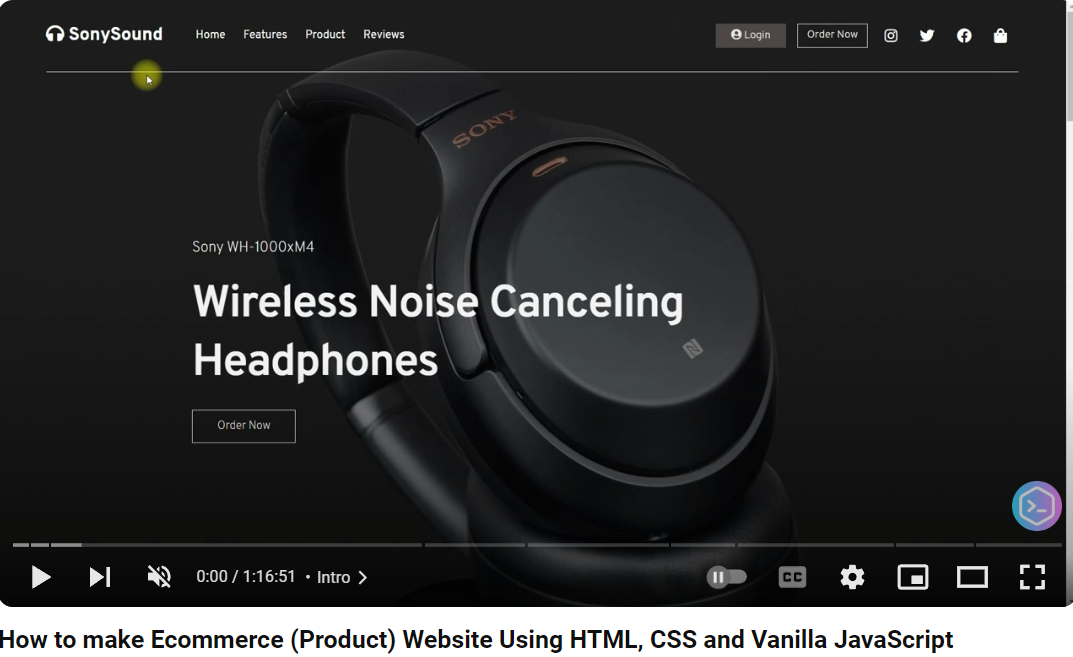 SonySound
Home Features Product Reviews
Login
Order Now
SONY
Sony WH-1000xM4
Wireless Noise Canceling
Headphones
Order Now
0:00 / 1:16:51 • Intro
CC
How to make Ecommerce (Product) Website Using HTML, CSS and Vanilla JavaScript